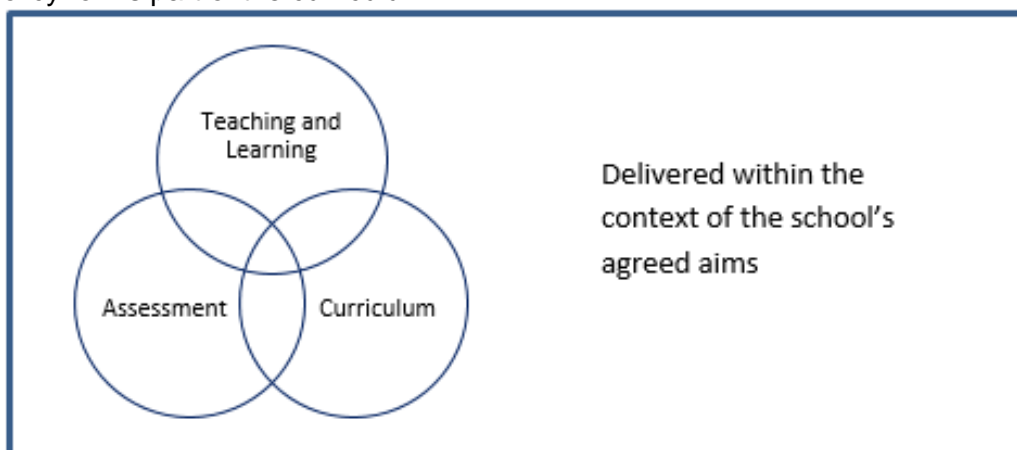 Teaching and
Learning
Assessment
Curriculum
Delivered within the
context of the school's
agreed aims